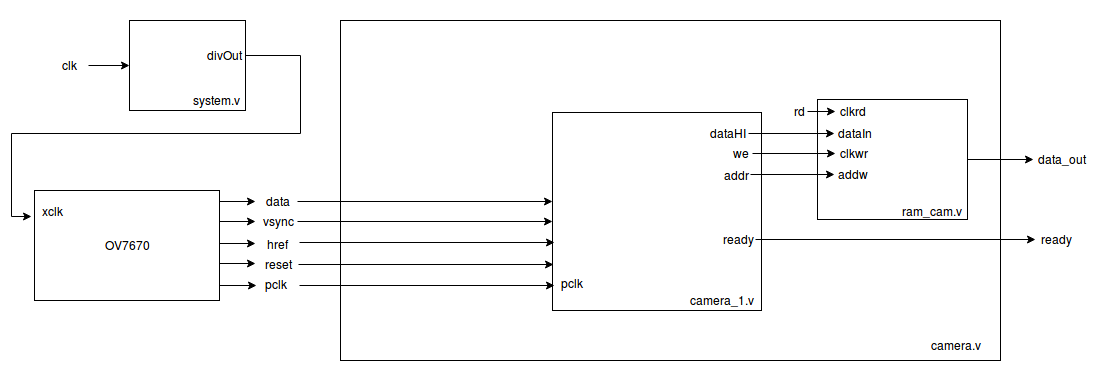 divOut
clk
system.v
rd
clkrd
dataHI
dataIn
we
clkwr
data_out
addr
addw
data
xclk
ram_cam.v
vsync
OV7670
href
ready
ready
reset
pclk
pclk
camera_1.v
camera.v